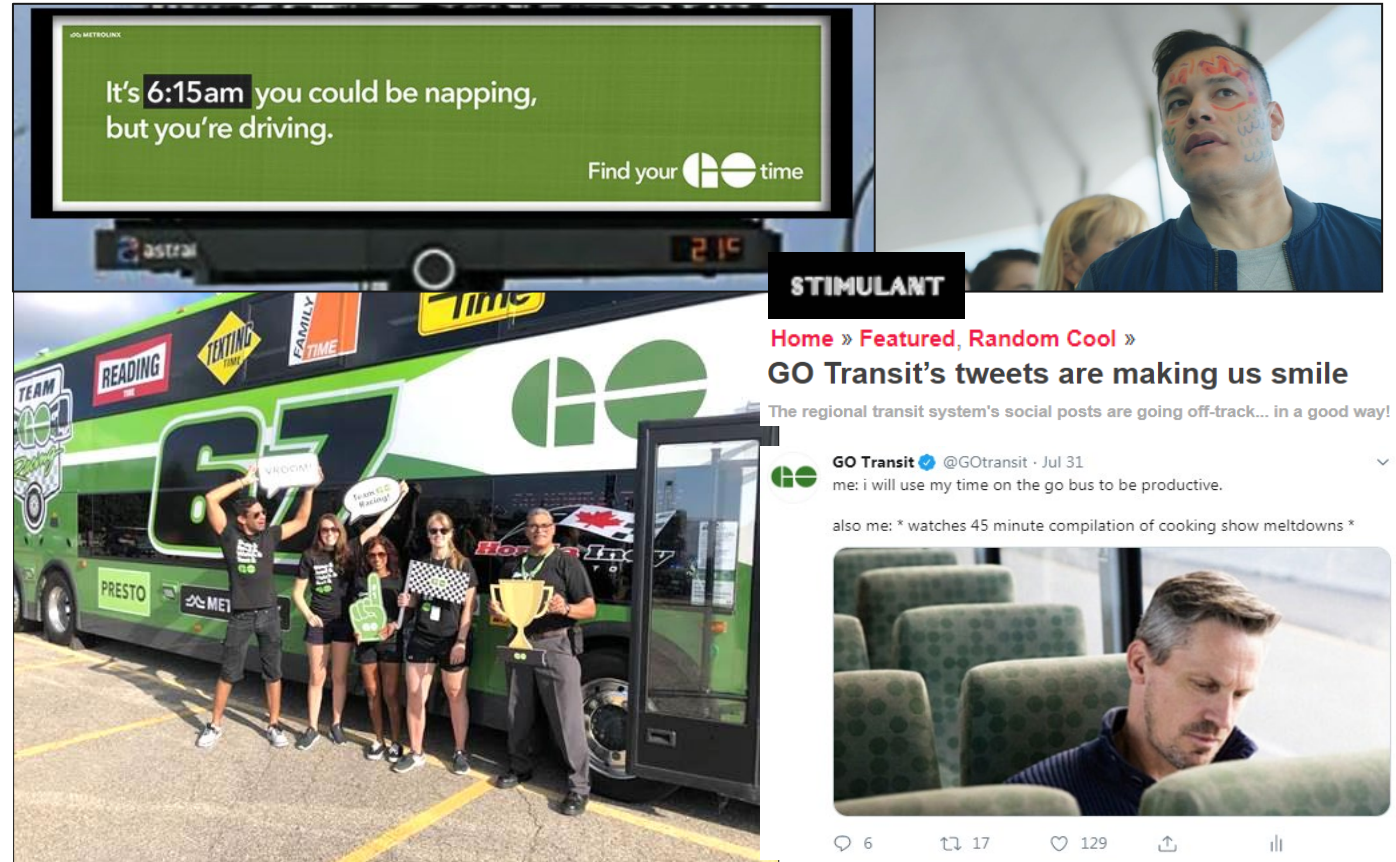 METROLINX
It's 6:15am you could be napping,
but you're driving.
Find your GO time
astral
21c
STIMULANT
Home » Featured, Random Cool »
GO Transit’s tweets are making us smile
The regional transit system's social posts are going off-track... in a good way!
GO Transit @GOtransit · Jul 31
me: i will use my time on the go bus to be productive.
also me: * watches 45 minute compilation of cooking show meltdowns *
6 17 129
TEAM
GO
Racing
READING
TIME
TEXTING
TIME
FAMILY
TIME
Time
GO
67
VROOM!
Team GO
Racing!
Honda Indy
PRESTO
MET